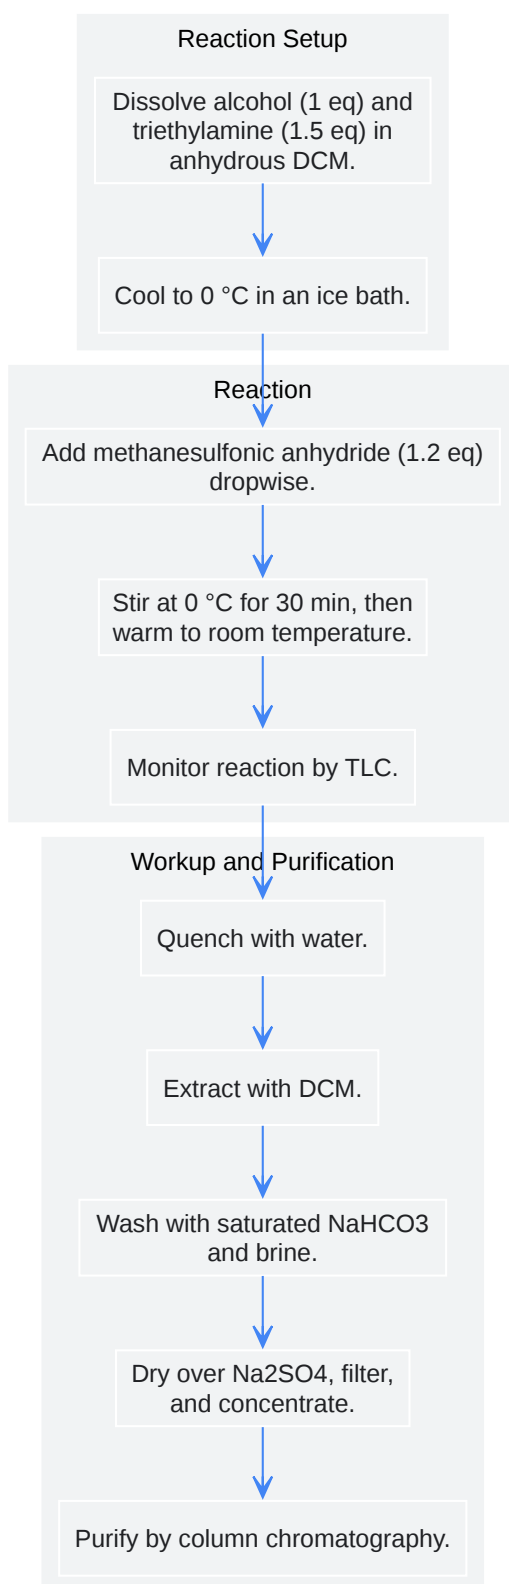 Reaction Setup
Dissolve alcohol (1 eq) and
triethylamine (1.5 eq) in
anhydrous DCM.
Cool to 0 °C in an ice bath.
Reaction
Add methanesulfonic anhydride (1.2 eq)
dropwise.
Stir at 0 °C for 30 min, then
warm to room temperature.
Monitor reaction by TLC.
Workup and Purification
Quench with water.
Extract with DCM.
Wash with saturated NaHCO3
and brine.
Dry over Na2SO4, filter,
and concentrate.
Purify by column chromatography.